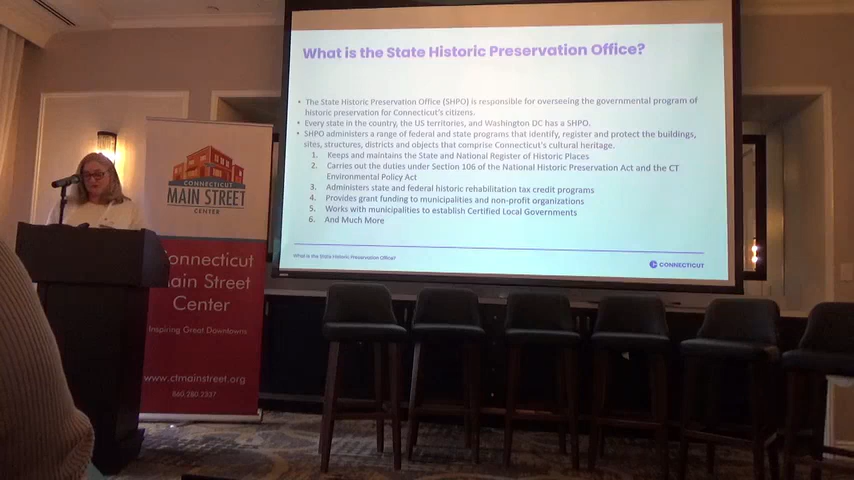 What is the State Historic Preservation Office?
• The State Historic Preservation Office (SHPO) is responsible for overseeing the governmental program of
historic preservation for Connecticut's citizens.
• Every state in the country, the US territories, and Washington DC has a SHPO.
• SHPO administers a range of federal and state programs that identify, register and protect the buildings,
sites, structures, districts and objects that comprise Connecticut's cultural heritage.
1. Keeps and maintains the State and National Register of Historic Places
2. Carries out the duties under Section 106 of the National Historic Preservation Act and the CT
Environmental Policy Act
3. Administers state and federal historic rehabilitation tax credit programs
4. Provides grant funding to municipalities and non-profit organizations
5. Works with municipalities to establish Certified Local Governments
6. And Much More
What is the State Historic Preservation Office?
CONNECTICUT
CONNECTICUT
MAIN STREET
CENTER
onnecticut
ain Street
Center
Inspiring Great Downtowns
www.ctmainstreet.org
860.280.2337